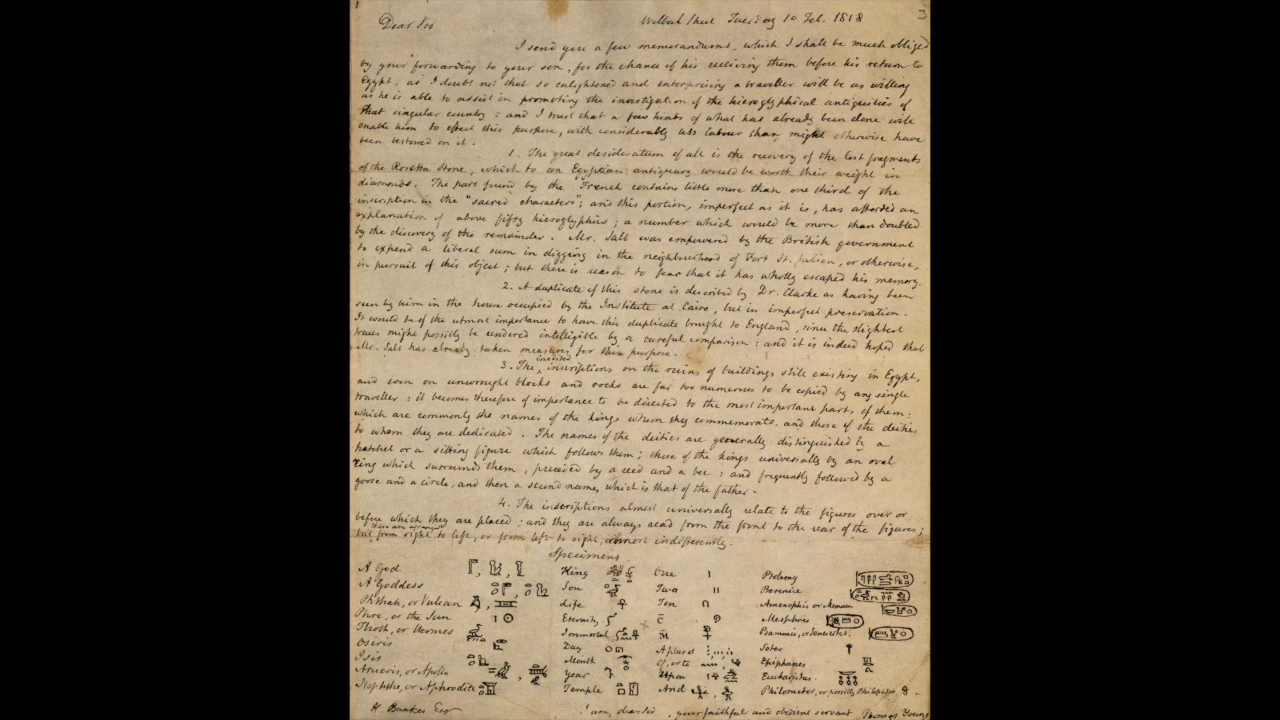 3
Dear Sir Welbeck Street Tuesday 10 Feb. 1818
I send you a few memorandums, which I shall be much obliged
by your forwarding to your son, for the chance of his receiving them before his return to
Egypt, as I doubt not that so enlightened and enterprising a traveller will be as willing
as he is able to assist in promoting the investigation of the hieroglyphical antiquities of
that singular country: and I trust that a few hints of what has already been done will
enable him to effect this purpose, with considerably less labour than might otherwise have
been bestowed on it.
1. The great desideratum of all is the recovery of the lost fragments
of the Rosetta Stone, which to an Egyptian antiquary would be worth their weight in
diamonds. The part found by the French contains little more than one third of the
inscription in the "sacred characters"; and this portion, imperfect as it is, has afforded an
explanation of above fifty hieroglyphics; a number which would be more than doubled
by the discovery of the remainder. Mr. Salt was empowered by the British government
to expend a liberal sum in digging in the neighbourhood of Fort St. Julian, or otherwise,
in pursuit of this object; but there is reason to fear that it has wholly escaped his memory.
2. A duplicate of this stone is described by Dr. Clarke as having been
seen by him in the house occupied by the Institute at Cairo, but in imperfect preservation.
It would be of the utmost importance to have this duplicate brought to England, since the slightest
traces might possibly be rendered intelligible by a careful comparison: and it is indeed hoped that
Mr. Salt has already taken measures for this purpose.
3. The inscriptions on the ruins of buildings still existing in Egypt,
and even on unwrought blocks and rocks are far too numerous to be copied by any single
traveller: it becomes therefore of importance to be directed to the most important parts of them:
which are commonly the names of the kings whom they commemorate. and those of the deities
to whom they are dedicated. The names of the deities are generally distinguished by a
hatchet or a sitting figure which follows them; those of the kings universally by an oval
ring which surrounds them, preceded by a reed and a bee: and frequently followed by a
goose and a circle, and then a second name, which is that of the father.
4. The inscriptions almost universally relate to the figures over or
before which they are placed; and they are always read from the front to the rear of the figures;
but from right to left, or from left to right, almost indifferently.
Specimens.
A God King One Ptolemy
A Goddess Son Two Berenice
Phthah, or Vulcan Life Ten Amenophis or Memnon
Phre, or the Sun Eternity C Mesphres
Thoth, or Hermes Immortal M Psammis, or
Osiris Day A plural Soter
Isis Month Of, or to Epiphanes
Arueris, or Apollo Year Upon Eucharistus
Nephthe, or Aphrodite Temple And Philometor, or possibly Philopator
H. Bankes Esqr I am, dear sir, your faithful and obedient servant Thomas Young